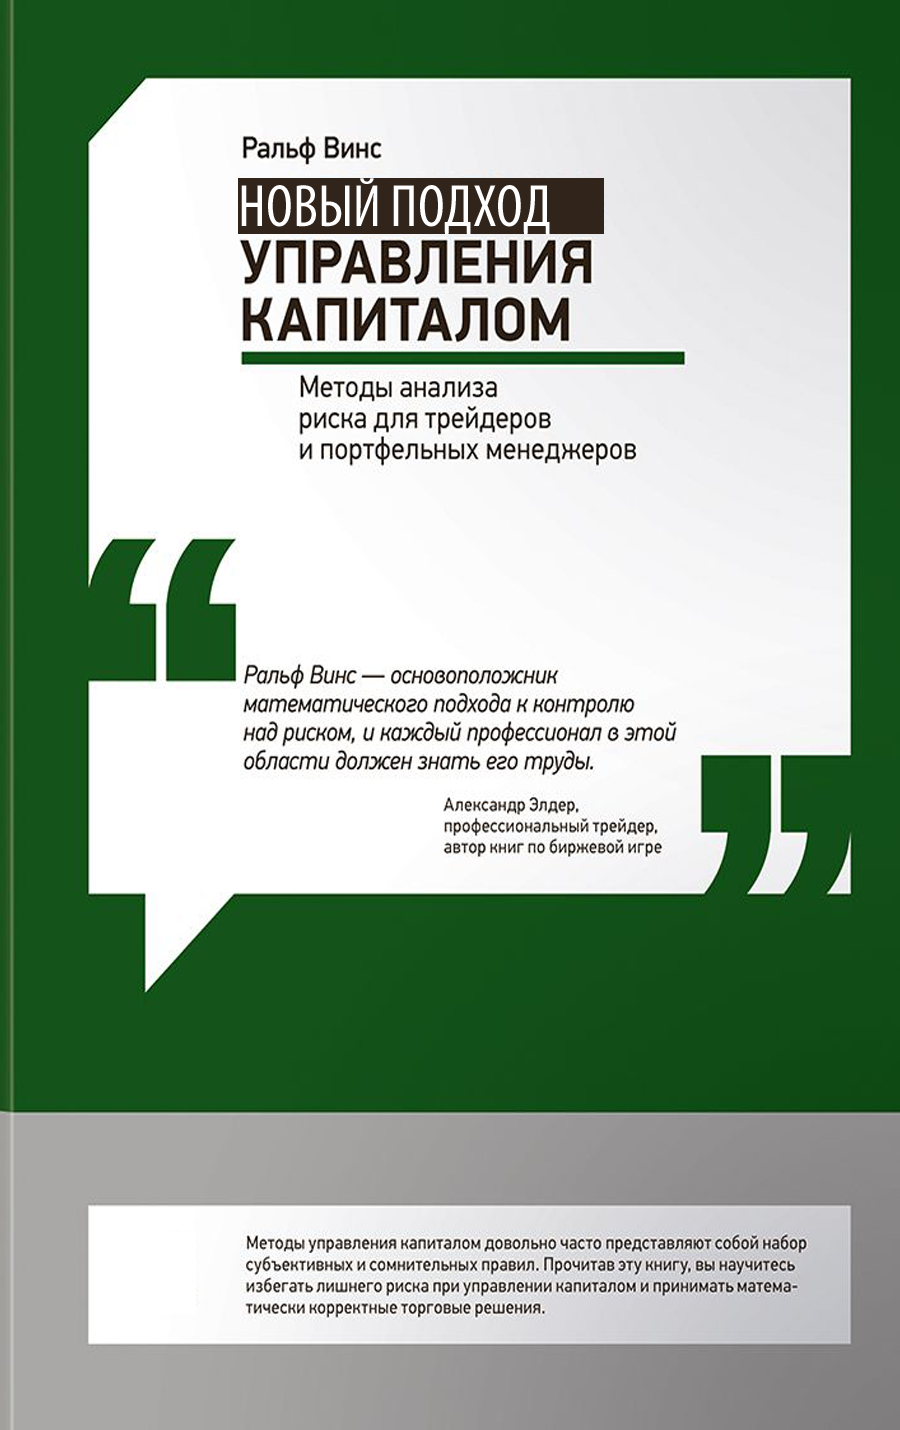 Ральф Винс
НОВЫЙ ПОДХОД
УПРАВЛЕНИЯ
КАПИТАЛОМ
Методы анализа
риска для трейдеров
и портфельных менеджеров
“
Ральф Винс — основоположник
математического подхода к контролю
над риском, и каждый профессионал в этой
области должен знать его труды.
”
Александр Элдер,
профессиональный трейдер,
автор книг по биржевой игре
Методы управления капиталом довольно часто представляют собой набор
субъективных и сомнительных правил. Прочитав эту книгу, вы научитесь
избегать лишнего риска при управлении капиталом и принимать матема-
тически корректные торговые решения.